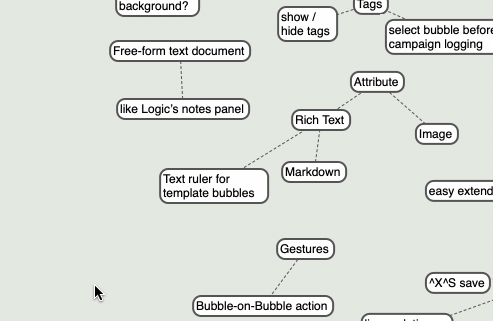 background?
Tags
show /
hide tags
select bubble before
campaign logging
Free-form text document
Attribute
like Logic's notes panel
Rich Text
Image
Text ruler for
template bubbles
Markdown
easy extend
Gestures
^X^S save
Bubble-on-Bubble action